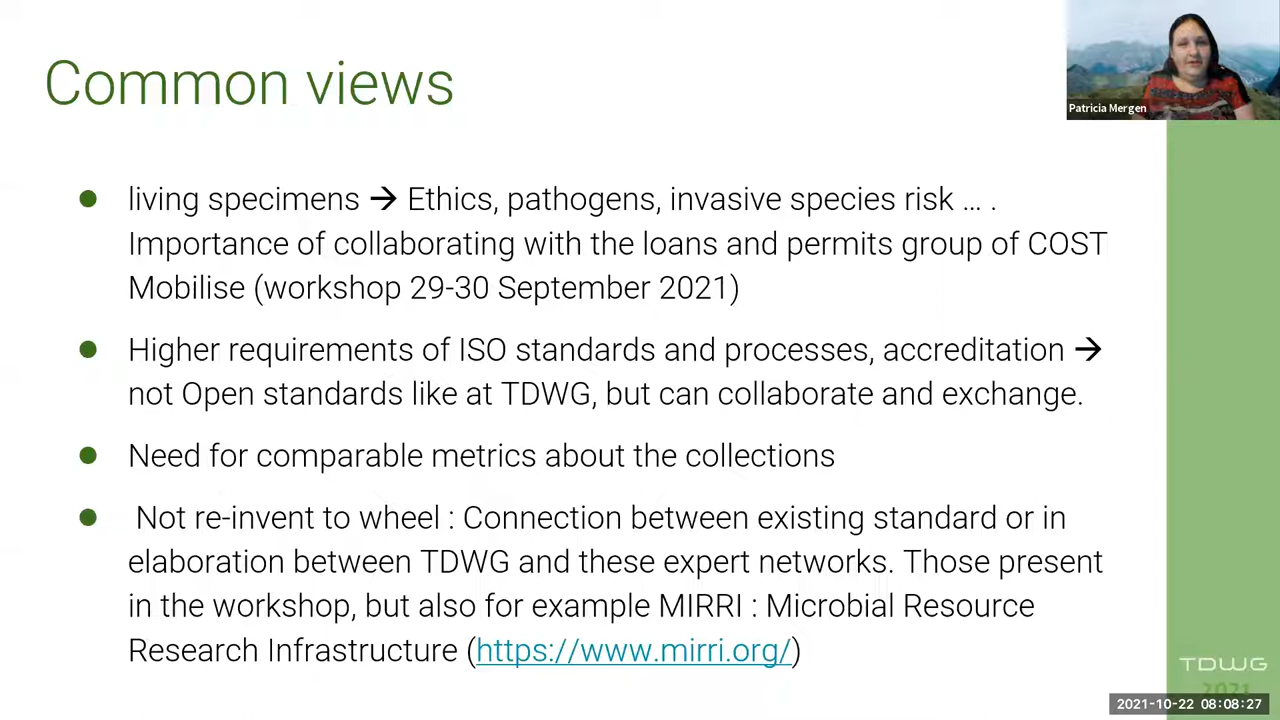 Common views
Patricia Mergen
● living specimens → Ethics, pathogens, invasive species risk … .
Importance of collaborating with the loans and permits group of COST
Mobilise (workshop 29-30 September 2021)
● Higher requirements of ISO standards and processes, accreditation →
not Open standards like at TDWG, but can collaborate and exchange.
● Need for comparable metrics about the collections
● Not re-invent to wheel : Connection between existing standard or in
elaboration between TDWG and these expert networks. Those present
in the workshop, but also for example MIRRI : Microbial Resource
Research Infrastructure (https://www.mirri.org/)
TDWG
2021
2021-10-22 08:08:27